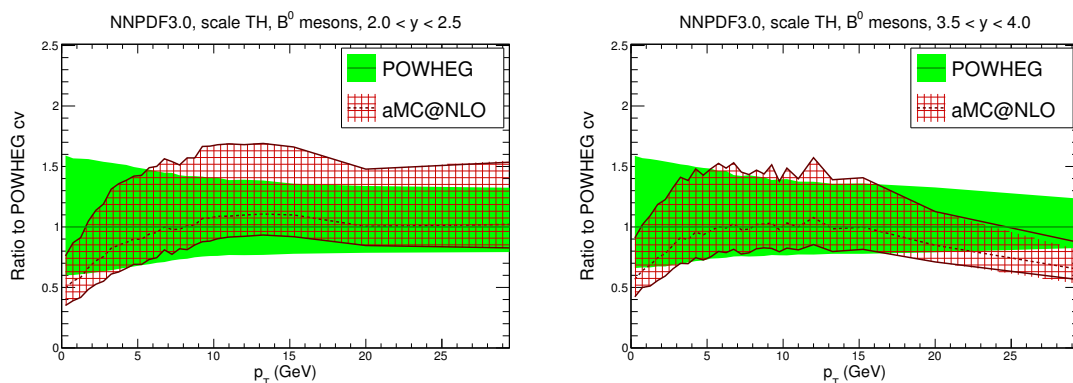 NNPDF3.0, scale TH, B⁰ mesons, 2.0 < y < 2.5
Ratio to POWHEG cv
2.5
2
1.5
1
0.5
0
POWHEG
aMC@NLO
0 5 10 15 20 25
p_T (GeV)
NNPDF3.0, scale TH, B⁰ mesons, 3.5 < y < 4.0
Ratio to POWHEG cv
2.5
2
1.5
1
0.5
0
POWHEG
aMC@NLO
0 5 10 15 20 25
p_T (GeV)